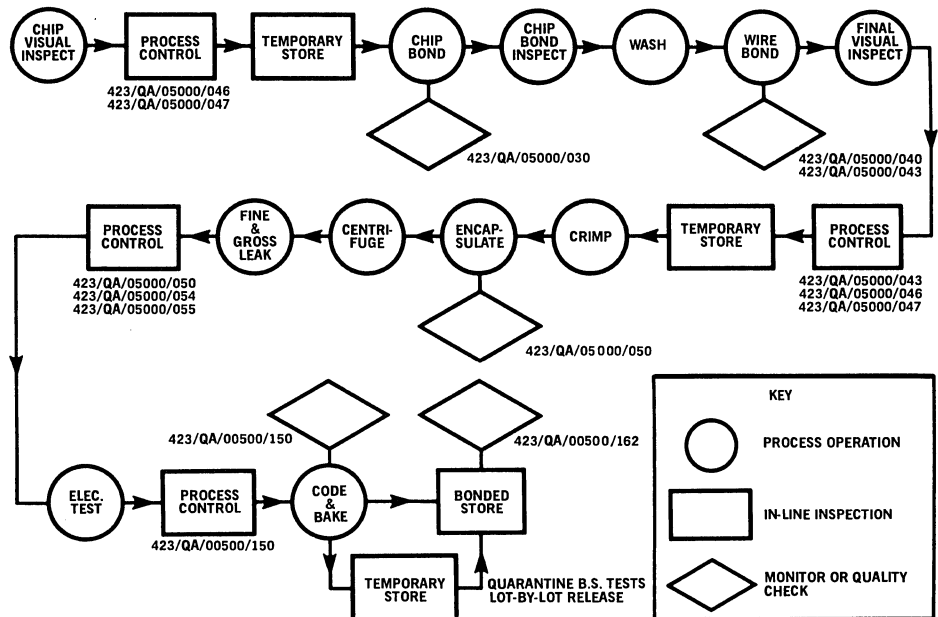 CHIP
VISUAL
INSPECT
PROCESS
CONTROL
423/QA/05000/046
423/QA/05000/047
TEMPORARY
STORE
CHIP
BOND
423/QA/05000/030
CHIP
BOND
INSPECT
WASH
WIRE
BOND
423/QA/05000/040
423/QA/05000/043
FINAL
VISUAL
INSPECT
PROCESS
CONTROL
423/QA/05000/043
423/QA/05000/046
423/QA/05000/047
TEMPORARY
STORE
CRIMP
ENCAP-
SULATE
423/QA/05000/050
CENTRI-
FUGE
FINE
&
GROSS
LEAK
PROCESS
CONTROL
423/QA/05000/050
423/QA/05000/054
423/QA/05000/055
ELEC.
TEST
PROCESS
CONTROL
423/QA/00500/150
CODE
&
BAKE
423/QA/00500/150
BONDED
STORE
423/QA/00500/162
TEMPORARY
STORE
QUARANTINE B.S. TESTS
LOT-BY-LOT RELEASE
KEY
PROCESS OPERATION
IN-LINE INSPECTION
MONITOR OR QUALITY
CHECK